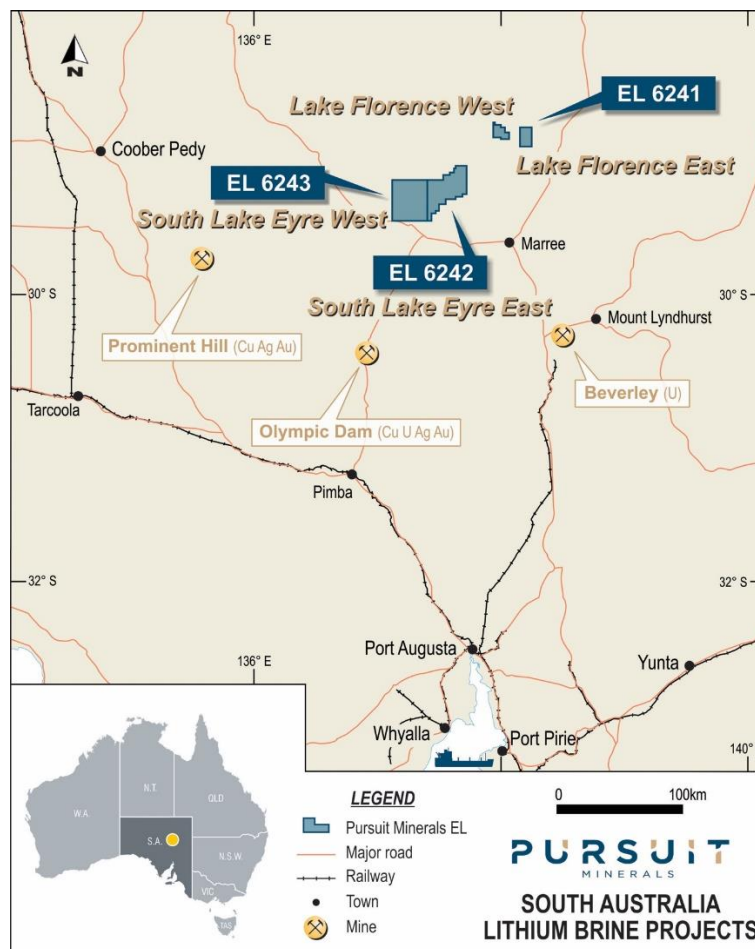 136° E
N
Lake Florence West
EL 6241
Coober Pedy
Lake Florence East
EL 6243
South Lake Eyre West
Marree
EL 6242
30° S
30° S
South Lake Eyre East
Mount Lyndhurst
Prominent Hill (Cu Ag Au)
Beverley (U)
Tarcoola
Olympic Dam (Cu U Ag Au)
Pimba
32° S
32° S
Port Augusta
136° E
Yunta
Whyalla
Port Pirie
140°
W.A.
N.T.
QLD
S.A.
N.S.W.
VIC
TAS
LEGEND
Pursuit Minerals EL
Major road
Railway
Town
Mine
0 100km
PURSUIT
MINERALS
SOUTH AUSTRALIA
LITHIUM BRINE PROJECTS